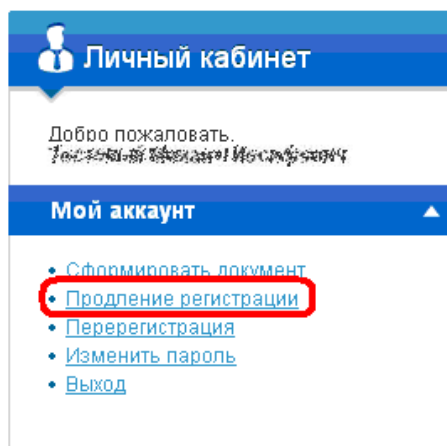 Личный кабинет
Добро пожаловать.
Мой аккаунт
Сформировать документ
Продление регистрации
Перерегистрация
Изменить пароль
Выход